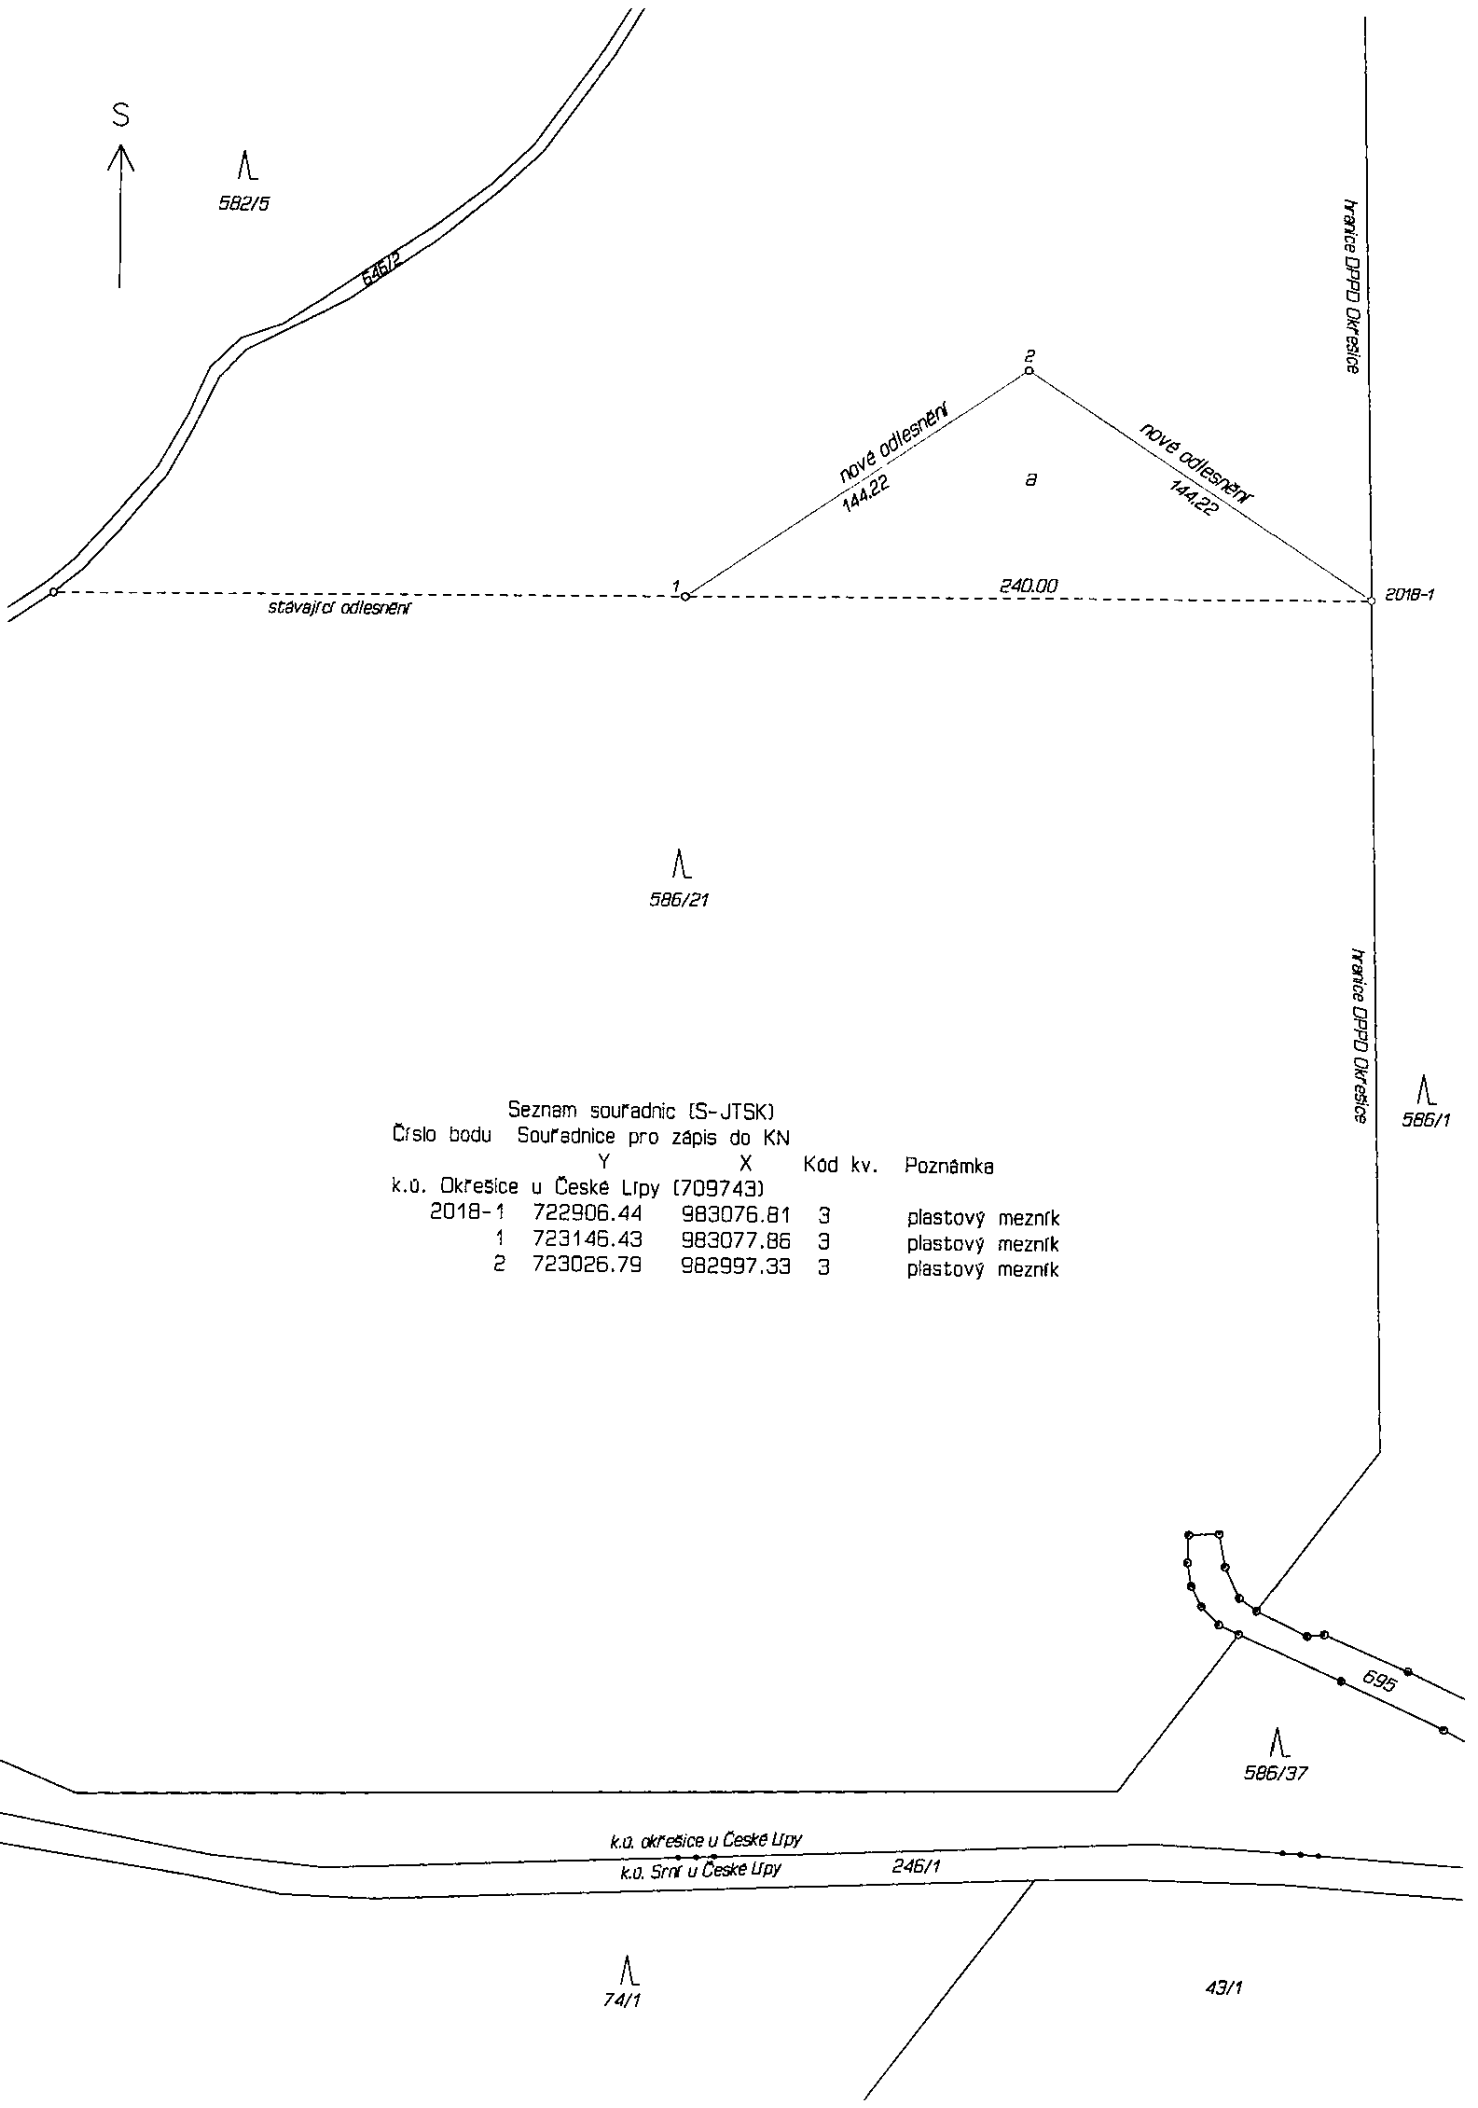 S
582/5
646/2
hranice DPPD Okřešice
2
nové odlesnění
144.22
nové odlesnění
144.22
a
1
240.00
2018-1
stávající odlesnění
586/21
hranice DPPD Okřešice
586/1
Seznam souřadnic (S-JTSK)
Číslo bodu Souřadnice pro zápis do KN
Y X Kód kv. Poznámka
k.ú. Okřešice u České Lípy (709743)
2018-1 722906.44 983076.81 3 plastový mezník
1 723146.43 983077.86 3 plastový mezník
2 723026.79 982997.33 3 plastový mezník
695
586/37
k.ú. okřešice u České Lípy
k.ú. Srní u České Lípy
246/1
74/1
43/1